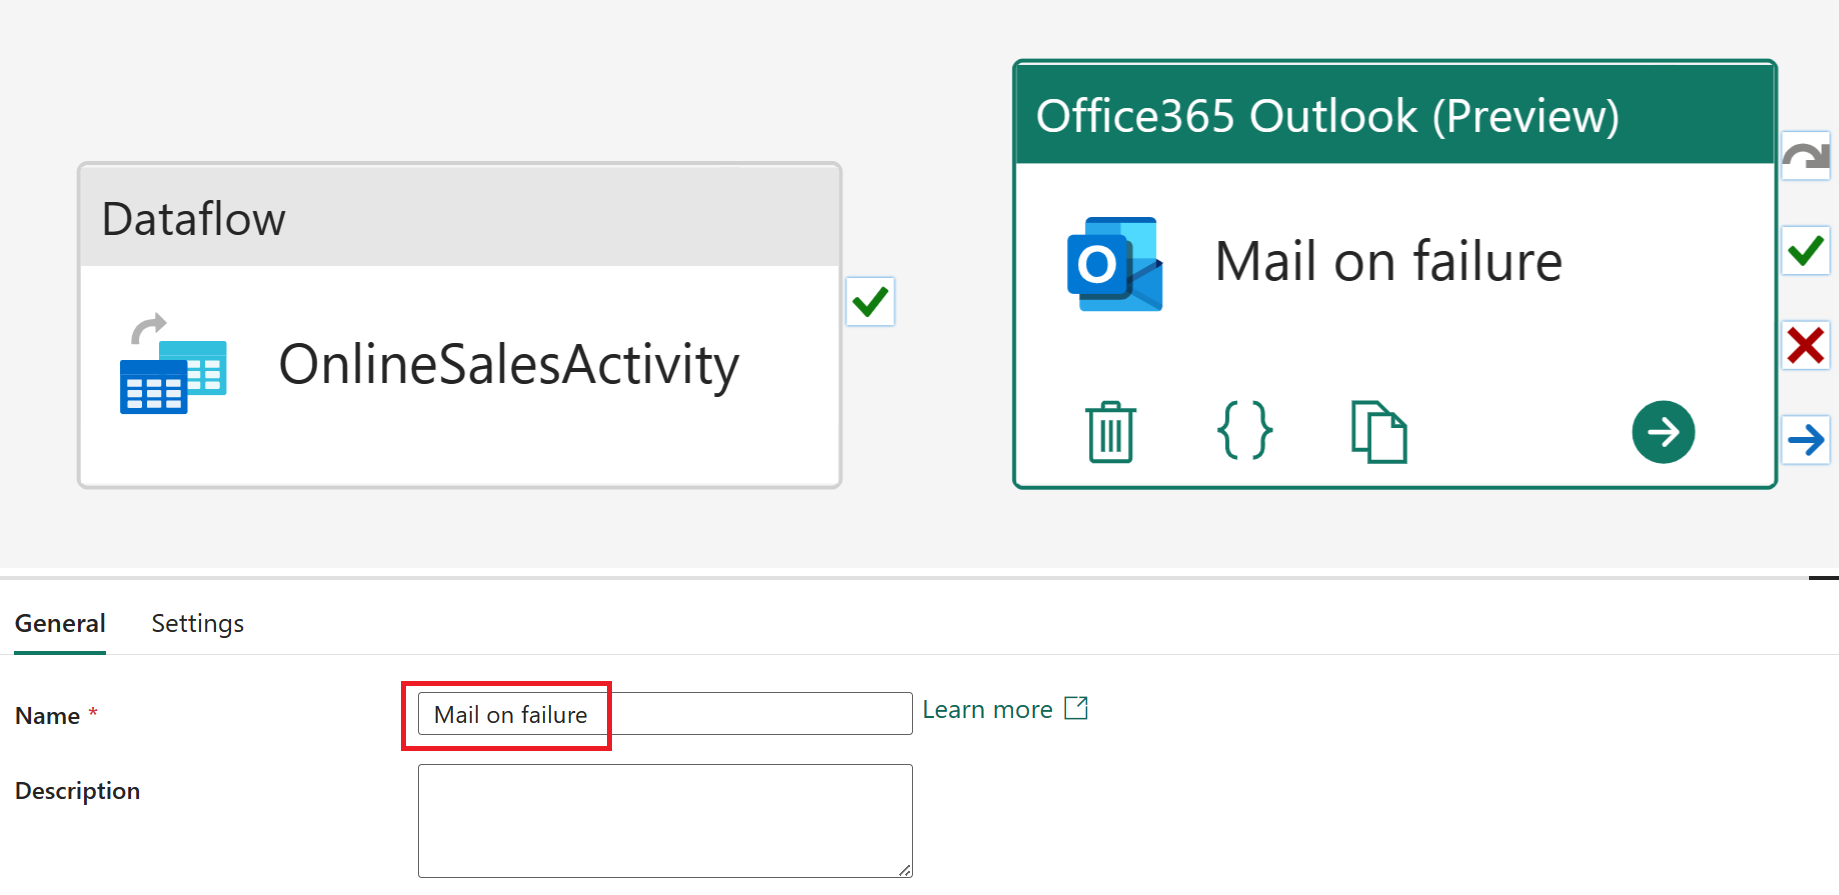 Office365 Outlook (Preview)
Dataflow
Mail on failure
OnlineSalesActivity
General
Settings
Name *
Mail on failure
Learn more
Description